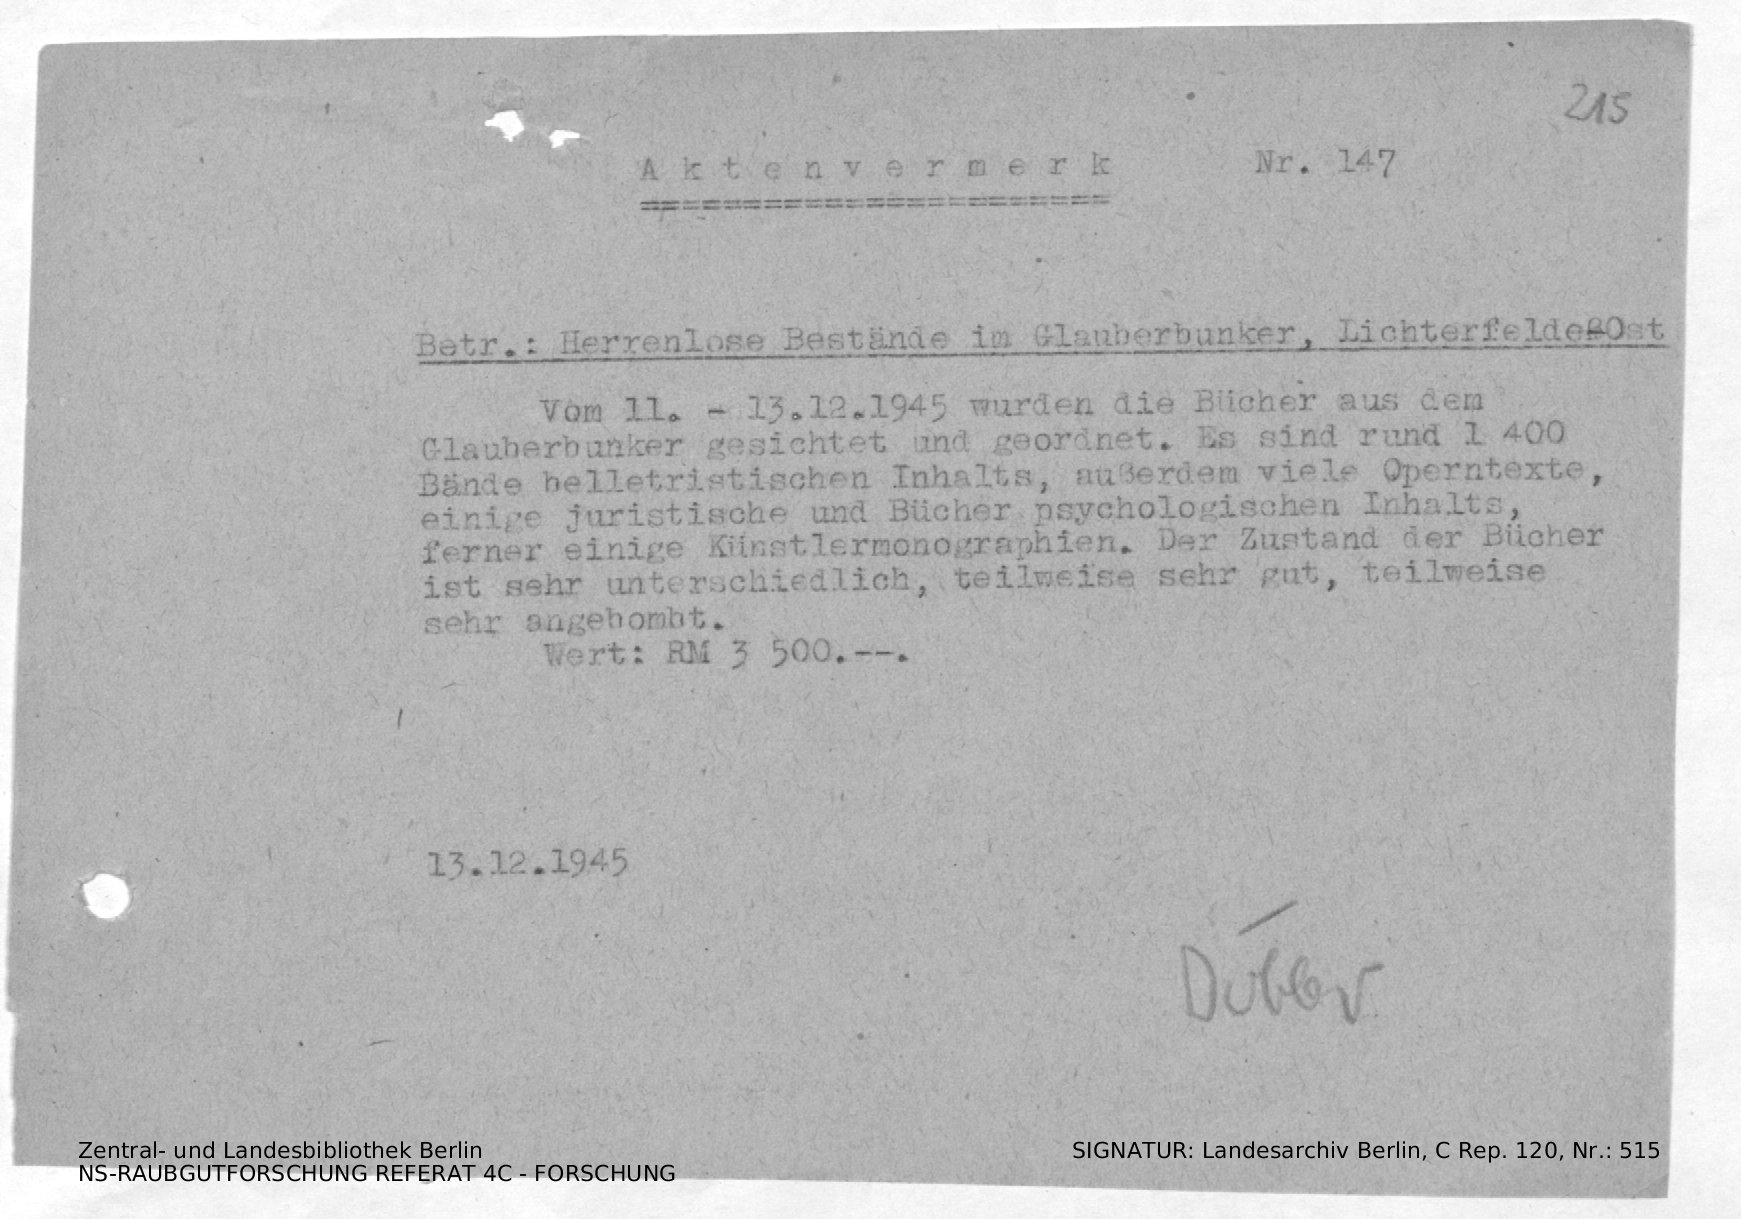 215
Aktenvermerk Nr. 147
======================
Betr.: Herrenlose Bestände im Glauberbunker, Lichterfelde-Ost
Vom 11. - 13.12.1945 wurden die Bücher aus dem
Glauberbunker gesichtet und geordnet. Es sind rund 1 400
Bände belletristischen Inhalts, außerdem viele Operntexte,
einige juristische und Bücher psychologischen Inhalts,
ferner einige Künstlermonographien. Der Zustand der Bücher
ist sehr unterschiedlich, teilweise sehr gut, teilweise
sehr angebombt.
Wert: RM 3 500.--.
13.12.1945
Zentral- und Landesbibliothek Berlin
NS-RAUBGUTFORSCHUNG REFERAT 4C - FORSCHUNG
SIGNATUR: Landesarchiv Berlin, C Rep. 120, Nr.: 515